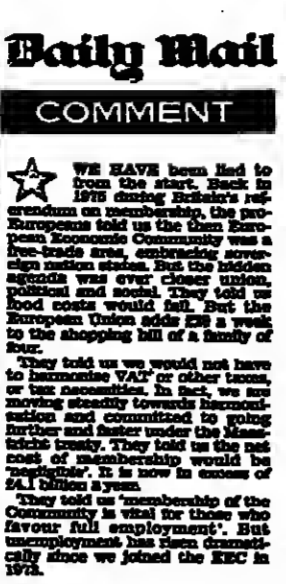 Daily Mail
COMMENT
WE HAVE been lied to
from the start. Back in
1975 during Britain's ref-
erendum on membership, the pro-
Europeans told us the then Euro-
pean Economic Community was a
free-trade area, embracing sover-
eign nation states. But the hidden
agenda was ever closer union,
political and social. They told us
food costs would fall. But the
European Union adds a week
to the shopping bill of a family of
four.
They told us we would not have
to harmonise VAT or other taxes,
or tax necessities. In fact, we are
moving steadily toward harmoni-
sation and committed to going
further and faster under the Maas-
tricht treaty. They told us the net
cost of membership would be
'negligible'. It is now in excess of
£4.1 billion a year.
They told us 'membership of the
Community is vital for those who
favour full employment'. But
unemployment has risen dramati-
cally since we joined the EEC in
1973.